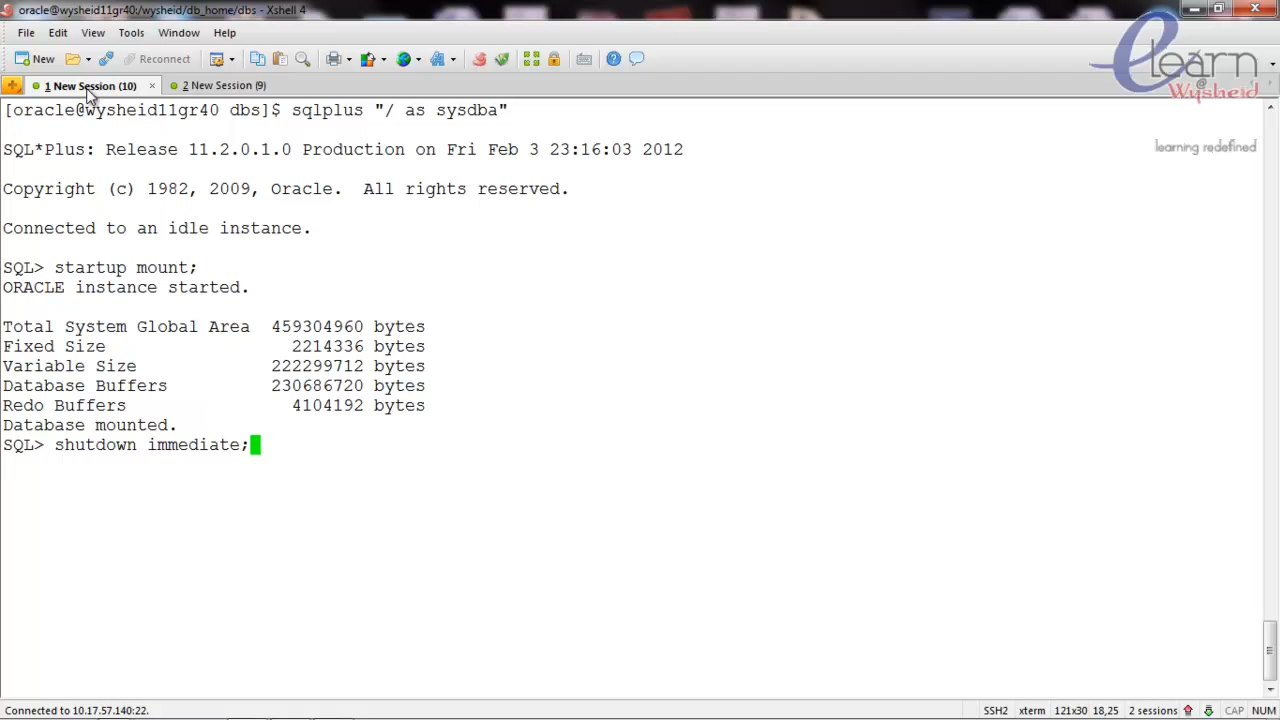 oracle@wysheid11gr40:/wysheid/db_home/dbs - Xshell 4
File Edit View Tools Window Help
New Reconnect
1 New Session (10) × 2 New Session (9)
elearn
@
Wysheid
learning redefined
[oracle@wysheid11gr40 dbs]$ sqlplus "/ as sysdba"
SQL*Plus: Release 11.2.0.1.0 Production on Fri Feb 3 23:16:03 2012
Copyright (c) 1982, 2009, Oracle.  All rights reserved.
Connected to an idle instance.
SQL> startup mount;
ORACLE instance started.
Total System Global Area  459304960 bytes
Fixed Size                  2214336 bytes
Variable Size             222299712 bytes
Database Buffers          230686720 bytes
Redo Buffers                4104192 bytes
Database mounted.
SQL> shutdown immediate;
Connected to 10.17.57.140:22. SSH2 xterm 121x30 18,25 2 sessions CAP NUM